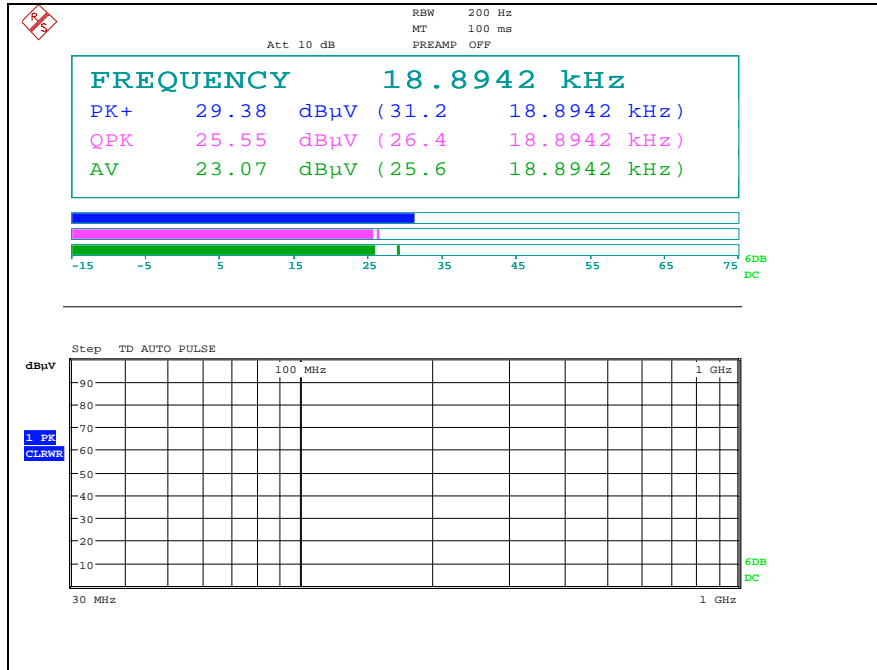 R
S
RBW 200 Hz
MT 100 ms
Att 10 dB PREAMP OFF
FREQUENCY 18.8942 kHz
PK+ 29.38 dBµV (31.2 18.8942 kHz)
QPK 25.55 dBµV (26.4 18.8942 kHz)
AV 23.07 dBµV (25.6 18.8942 kHz)
-15 -5 5 15 25 35 45 55 65 75
6DB
DC
Step TD AUTO PULSE
dBµV
100 MHz 1 GHz
90
80
70
1 PK
CLRWR
60
50
40
30
20
10
6DB
DC
30 MHz 1 GHz